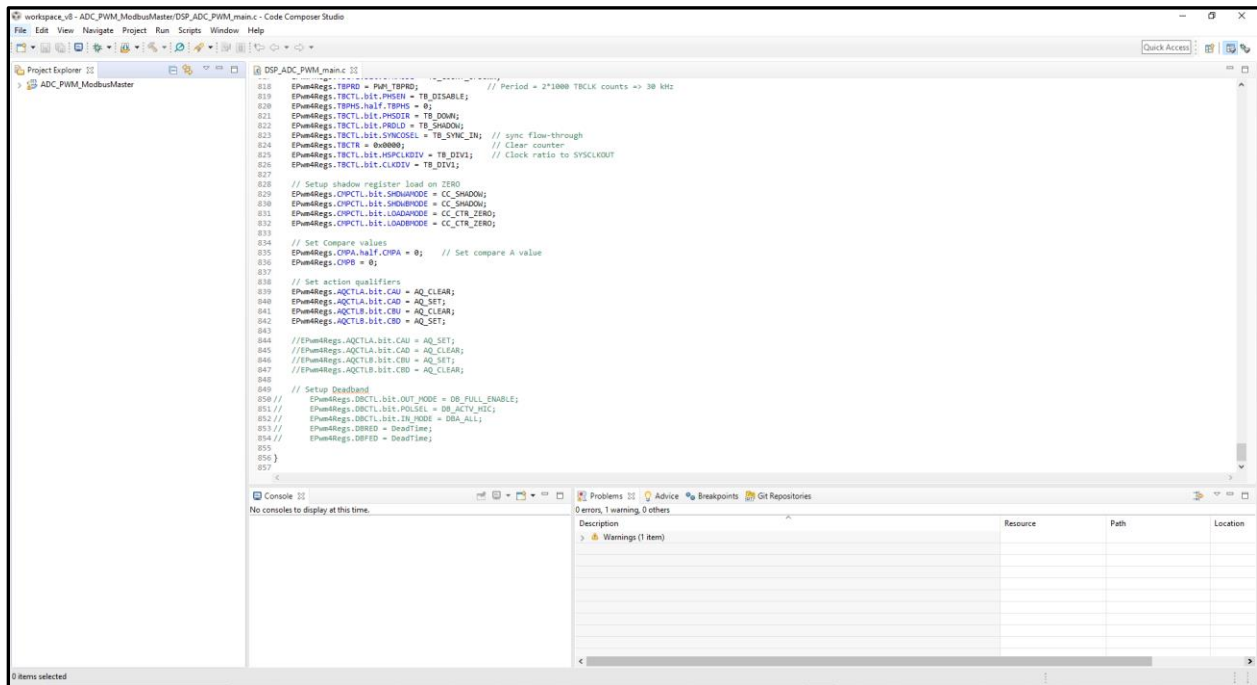 workspace_v8 - ADC_PWM_ModbusMaster/DSP_ADC_PWM_main.c - Code Composer Studio
File Edit View Navigate Project Run Scripts Window Help
Quick Access
Project Explorer
ADC_PWM_ModbusMaster
DSP_ADC_PWM_main.c
818 EPwm4Regs.TBPRD = PWM_TBPRD; // Period = 2*1000 TBCLK counts => 30 kHz
819 EPwm4Regs.TBCTL.bit.PHSEN = TB_DISABLE;
820 EPwm4Regs.TBPHS.half.TBPHS = 0;
821 EPwm4Regs.TBCTL.bit.PHSDIR = TB_DOWN;
822 EPwm4Regs.TBCTL.bit.PRDLD = TB_SHADOW;
823 EPwm4Regs.TBCTL.bit.SYNCOSEL = TB_SYNC_IN; // sync flow-through
824 EPwm4Regs.TBCTR = 0x0000; // Clear counter
825 EPwm4Regs.TBCTL.bit.HSPCLKDIV = TB_DIV1; // Clock ratio to SYSCLKOUT
826 EPwm4Regs.TBCTL.bit.CLKDIV = TB_DIV1;
827
828 // Setup shadow register load on ZERO
829 EPwm4Regs.CMPCTL.bit.SHDWAMODE = CC_SHADOW;
830 EPwm4Regs.CMPCTL.bit.SHDWBMODE = CC_SHADOW;
831 EPwm4Regs.CMPCTL.bit.LOADAMODE = CC_CTR_ZERO;
832 EPwm4Regs.CMPCTL.bit.LOADBMODE = CC_CTR_ZERO;
833
834 // Set Compare values
835 EPwm4Regs.CMPA.half.CMPA = 0; // Set compare A value
836 EPwm4Regs.CMPB = 0;
837
838 // Set action qualifiers
839 EPwm4Regs.AQCTLA.bit.CAU = AQ_CLEAR;
840 EPwm4Regs.AQCTLA.bit.CAD = AQ_SET;
841 EPwm4Regs.AQCTLB.bit.CBU = AQ_CLEAR;
842 EPwm4Regs.AQCTLB.bit.CBD = AQ_SET;
843
844 //EPwm4Regs.AQCTLA.bit.CAU = AQ_SET;
845 //EPwm4Regs.AQCTLA.bit.CAD = AQ_CLEAR;
846 //EPwm4Regs.AQCTLB.bit.CBU = AQ_SET;
847 //EPwm4Regs.AQCTLB.bit.CBD = AQ_CLEAR;
848
849 // Setup Deadband
850 // EPwm4Regs.DBCTL.bit.OUT_MODE = DB_FULL_ENABLE;
851 // EPwm4Regs.DBCTL.bit.POLSEL = DB_ACTV_HIC;
852 // EPwm4Regs.DBCTL.bit.IN_MODE = DBA_ALL;
853 // EPwm4Regs.DBRED = DeadTime;
854 // EPwm4Regs.DBFED = DeadTime;
855
856 }
857
Console
No consoles to display at this time.
Problems Advice Breakpoints Git Repositories
0 errors, 1 warning, 0 others
Description Resource Path Location
Warnings (1 item)
0 items selected